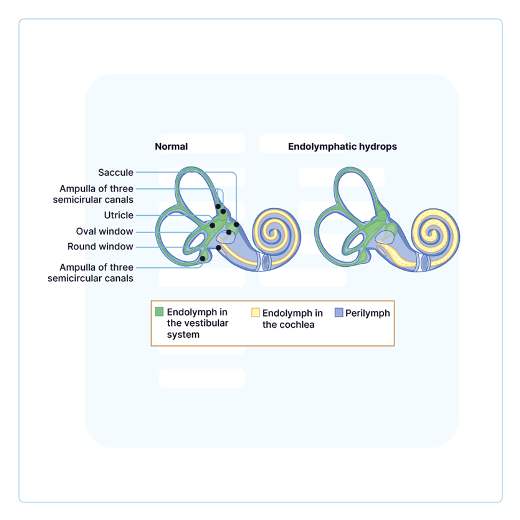 Normal
Endolymphatic hydrops
Saccule
Ampulla of three
semicirular canals
Utricle
Oval window
Round window
Ampulla of three
semicircular canals
Endolymph in
the vestibular
system
Endolymph in
the cochlea
Perilymph